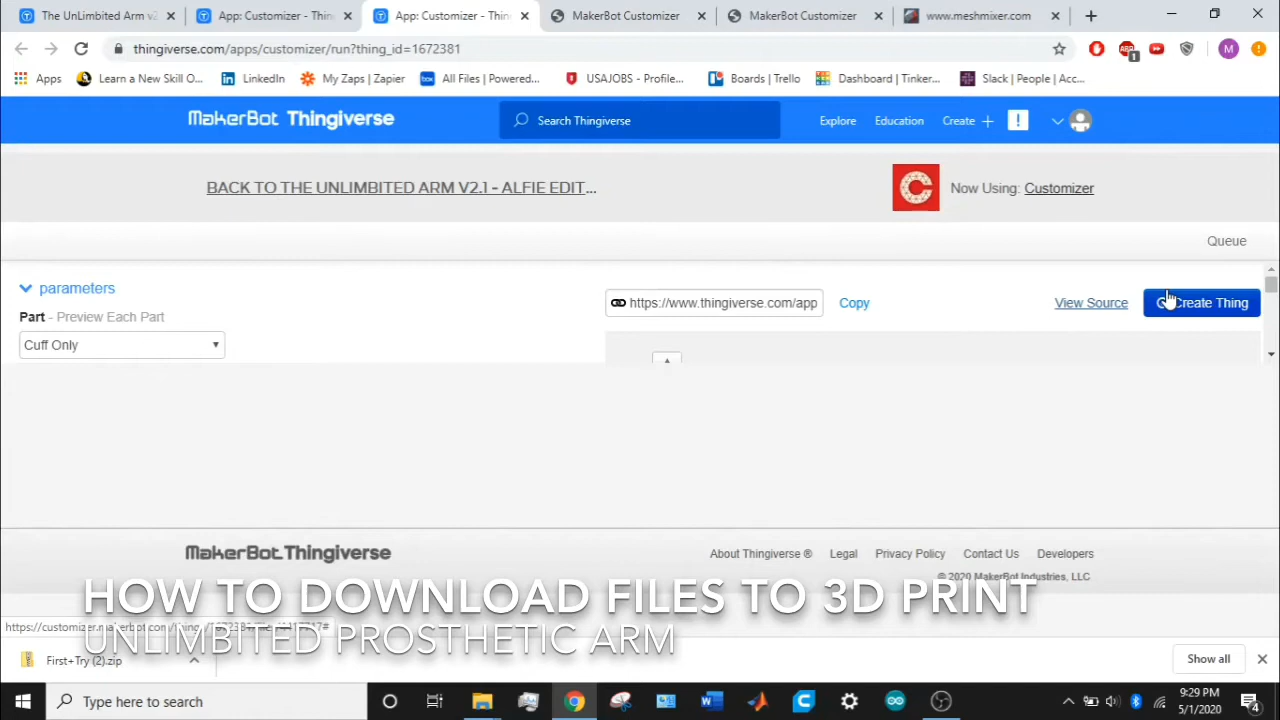 The UnLimbited Arm v2
App: Customizer - Thin
App: Customizer - Thin
MakerBot Customizer
MakerBot Customizer
www.meshmixer.com
thingiverse.com/apps/customizer/run?thing_id=1672381
M
Apps
Learn a New Skill O...
LinkedIn
My Zaps | Zapier
All Files | Powered...
USAJOBS - Profile...
Boards | Trello
Dashboard | Tinker...
Slack | People | Acc...
MakerBot Thingiverse
Search Thingiverse
Explore
Education
Create
BACK TO THE UNLIMBITED ARM V2.1 - ALFIE EDIT...
Now Using: Customizer
Queue
parameters
Part - Preview Each Part
Cuff Only
https://www.thingiverse.com/app
Copy
View Source
Create Thing
MakerBot Thingiverse
About Thingiverse ®
Legal
Privacy Policy
Contact Us
Developers
© 2020 MakerBot Industries, LLC
HOW TO DOWNLOAD FILES TO 3D PRINT
UNLIMBITED PROSTHETIC ARM
First+Try (2).zip
Show all
Type here to search
9:29 PM
5/1/2020
4